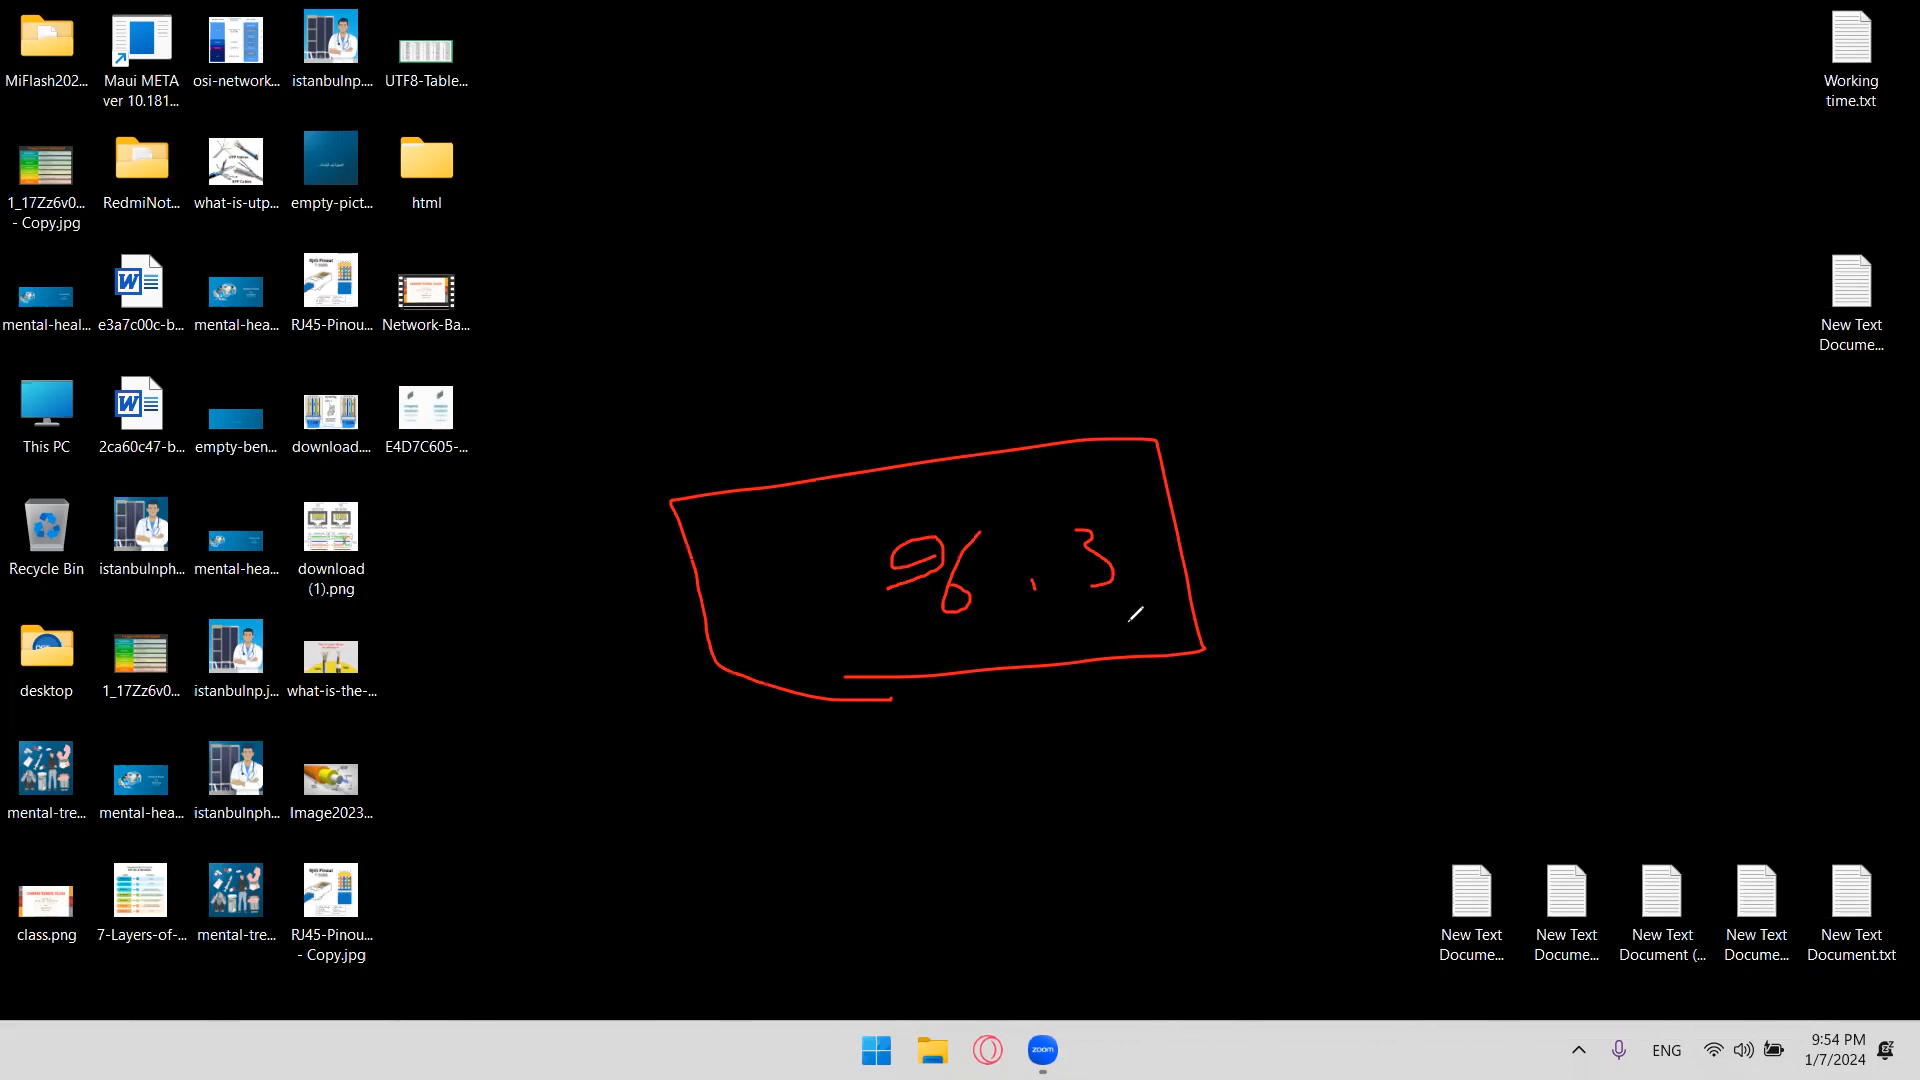 MiFlash202...
Maui META
ver 10.181...
osi-network...
istanbulnp....
UTF8-Table...
Working
time.txt
1_17Zz6v0...
- Copy.jpg
RedmiNot...
what-is-utp...
empty-pict...
html
mental-heal...
e3a7c00c-b...
mental-hea...
RJ45-Pinou...
Network-Ba...
New Text
Docume...
This PC
2ca60c47-b...
empty-ben...
download....
E4D7C605-...
Recycle Bin
istanbulnph...
mental-hea...
download
(1).png
96.3
desktop
1_17Zz6v0...
istanbulnp.j...
what-is-the-...
mental-tre...
mental-hea...
istanbulnph...
Image2023...
class.png
7-Layers-of-...
mental-tre...
RJ45-Pinou...
- Copy.jpg
New Text
Docume...
New Text
Docume...
New Text
Document (...
New Text
Docume...
New Text
Document.txt
zoom
ENG
9:54 PM
1/7/2024